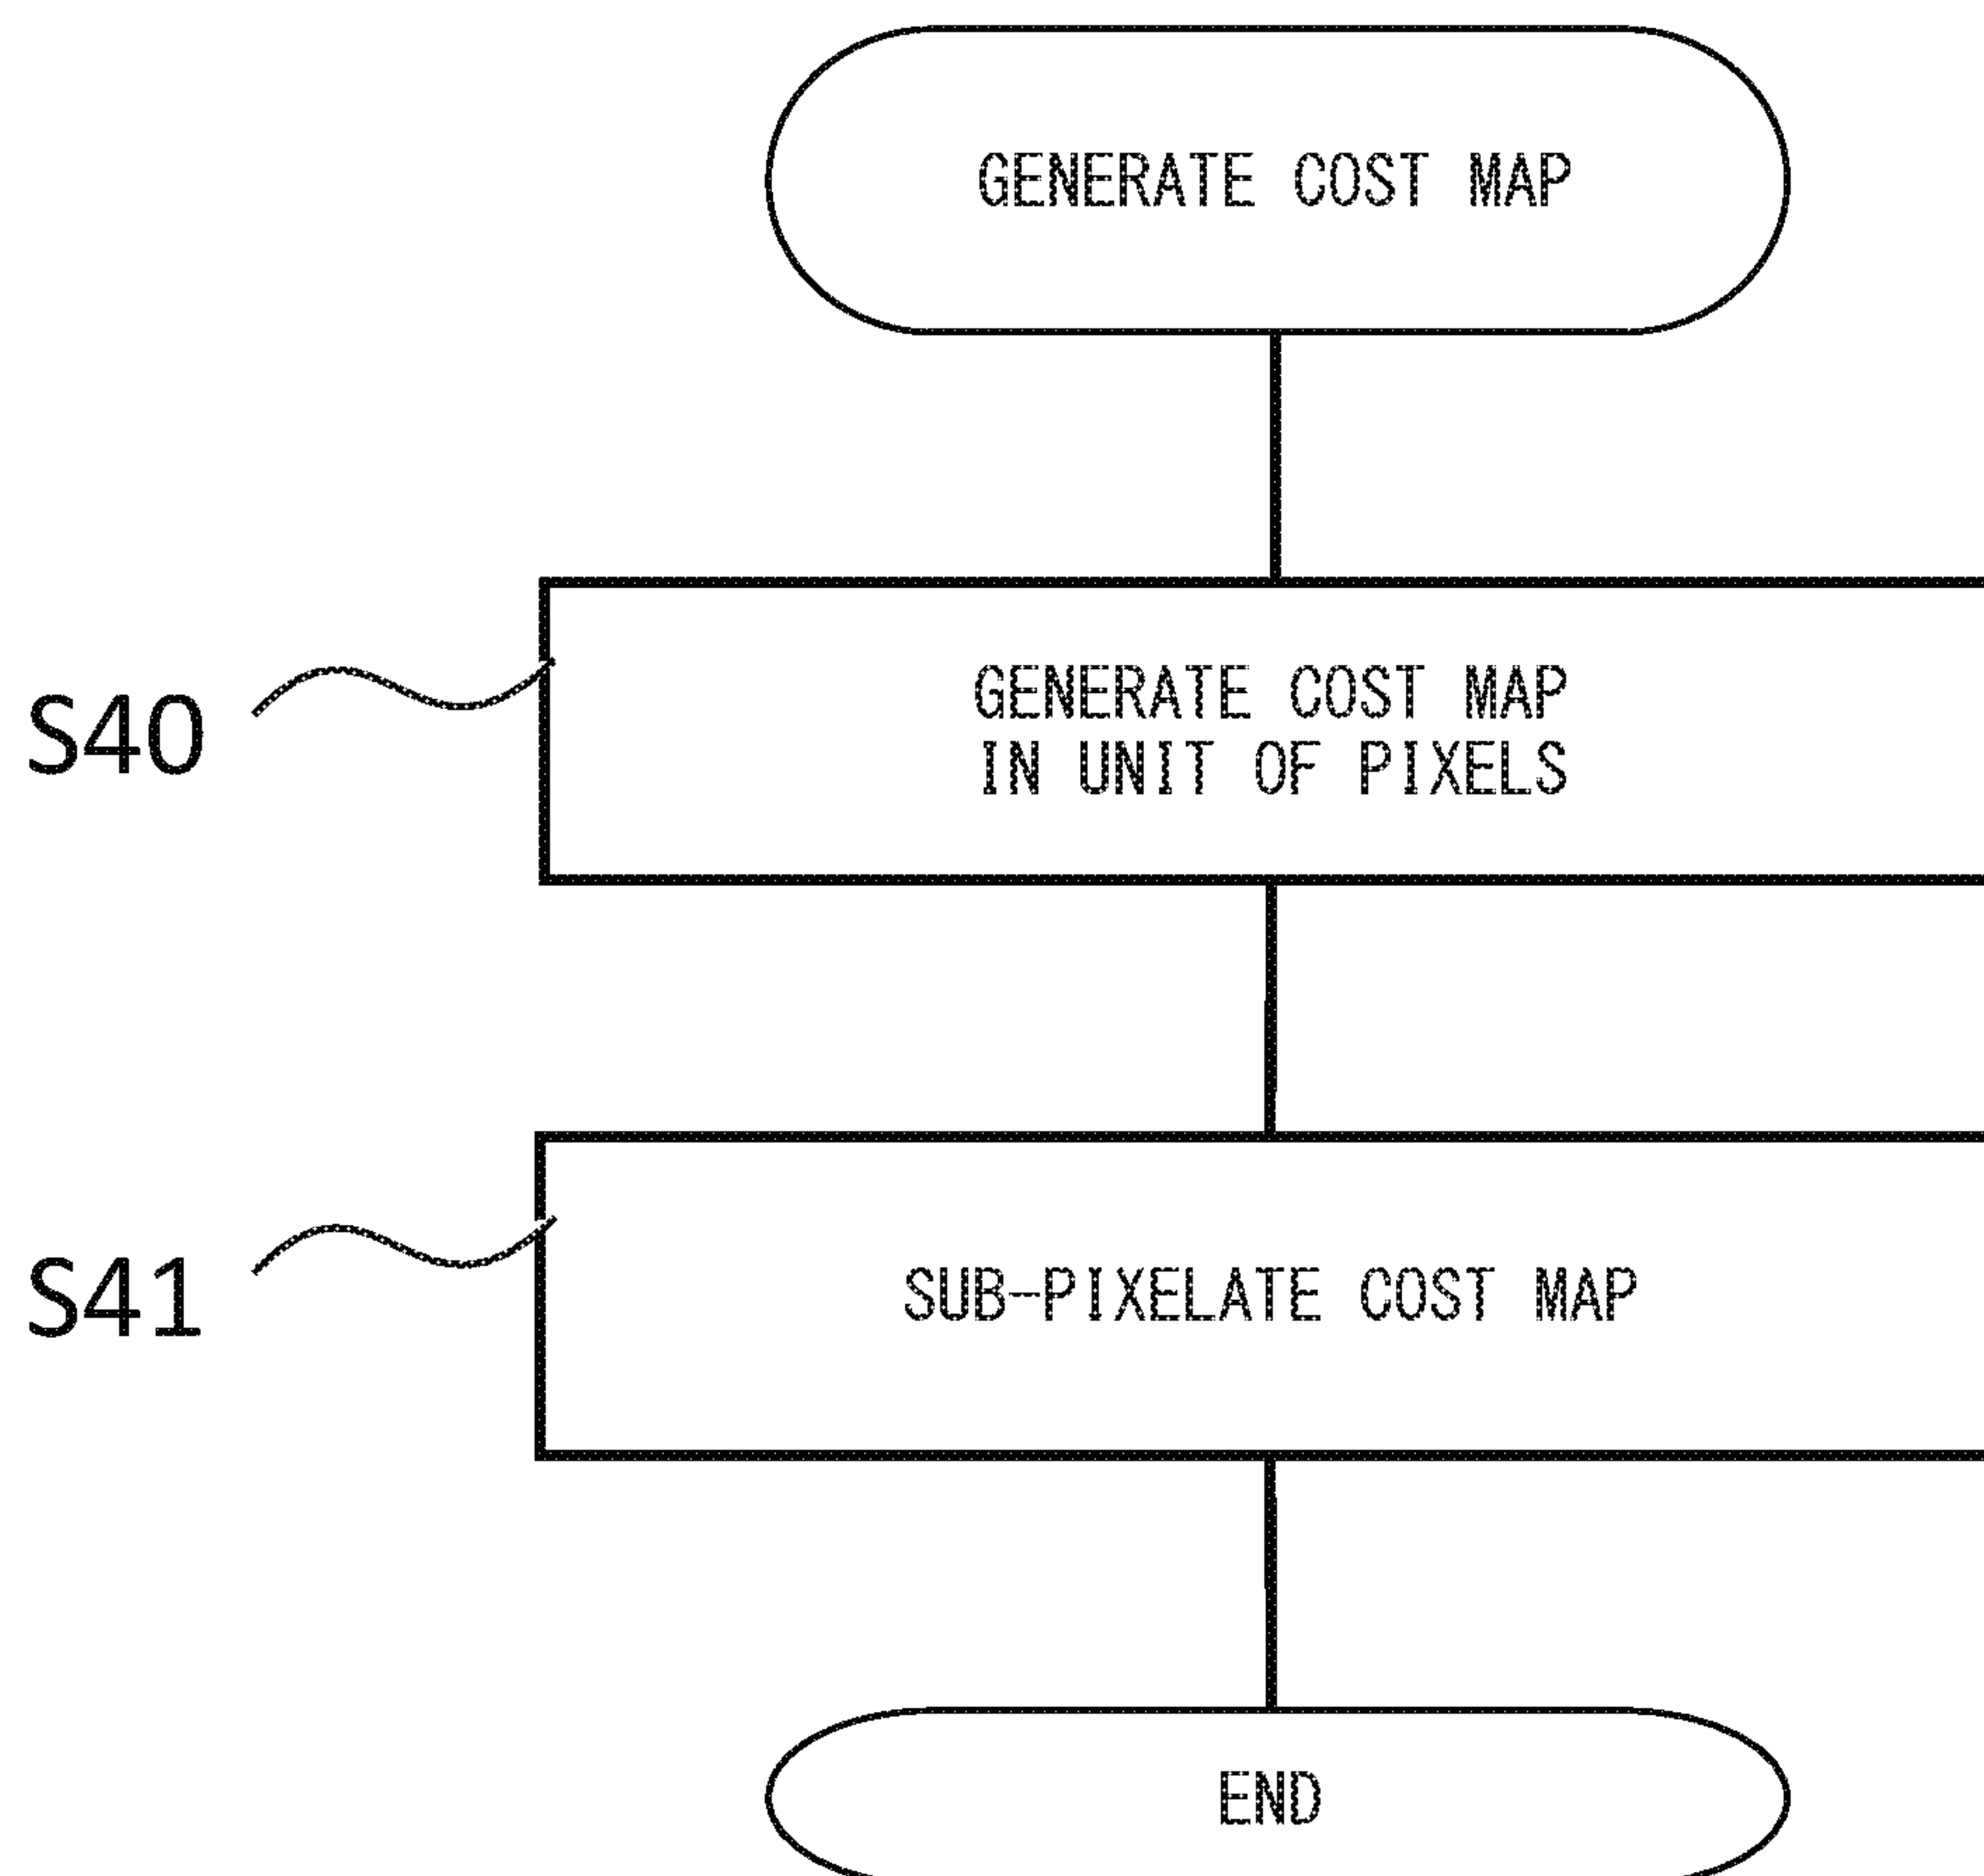 GENERATE COST MAP
S40
GENERATE COST MAP
IN UNIT OF PIXELS
S41
SUB-PIXELATE COST MAP
END